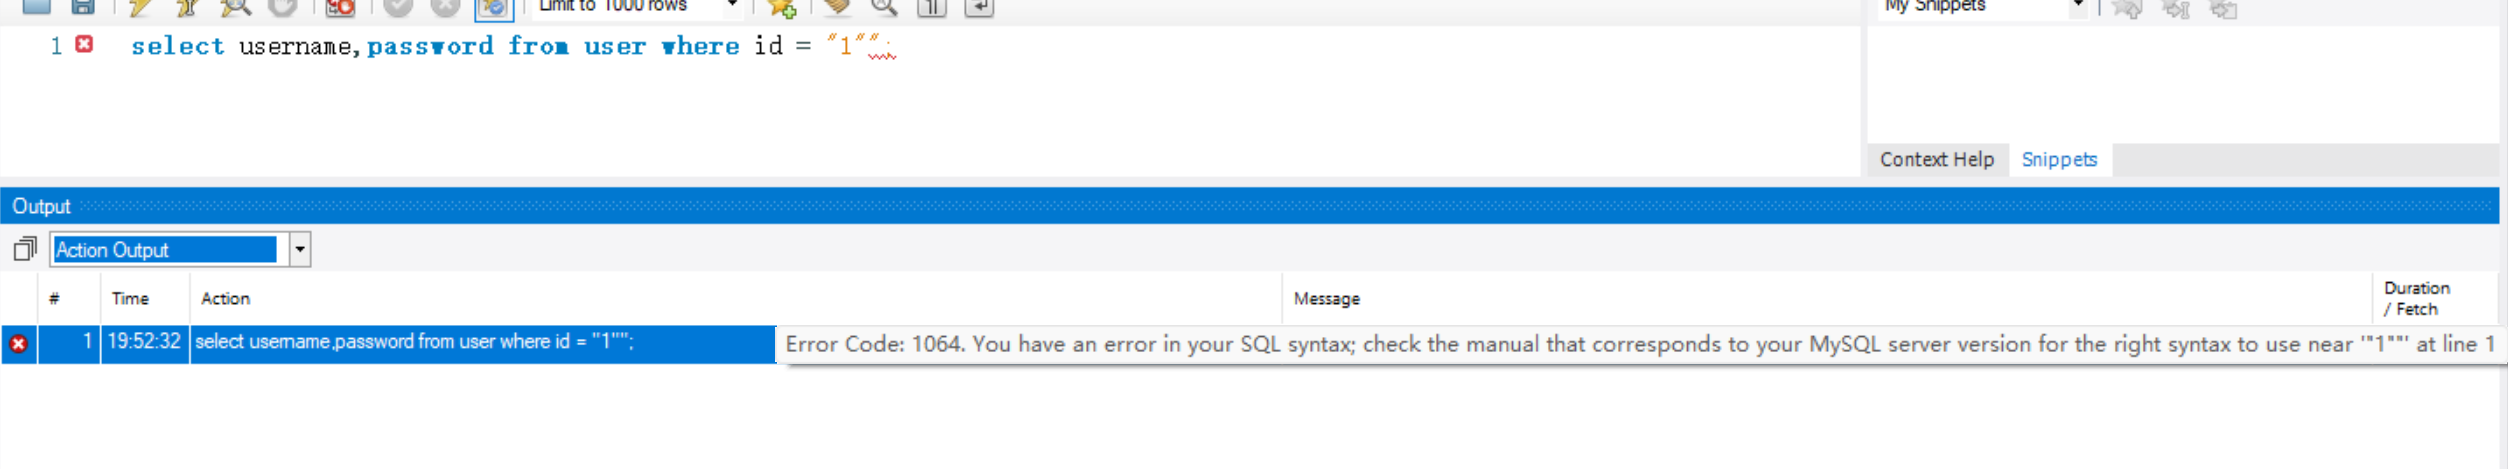 Limit to 1000 rows
My Snippets
1 select username,password from user where id = "1"";
Context Help Snippets
Output
Action Output
# Time Action Message Duration / Fetch
1 19:52:32 select username,password from user where id = "1""; Error Code: 1064. You have an error in your SQL syntax; check the manual that corresponds to your MySQL server version for the right syntax to use near '"1""' at line 1